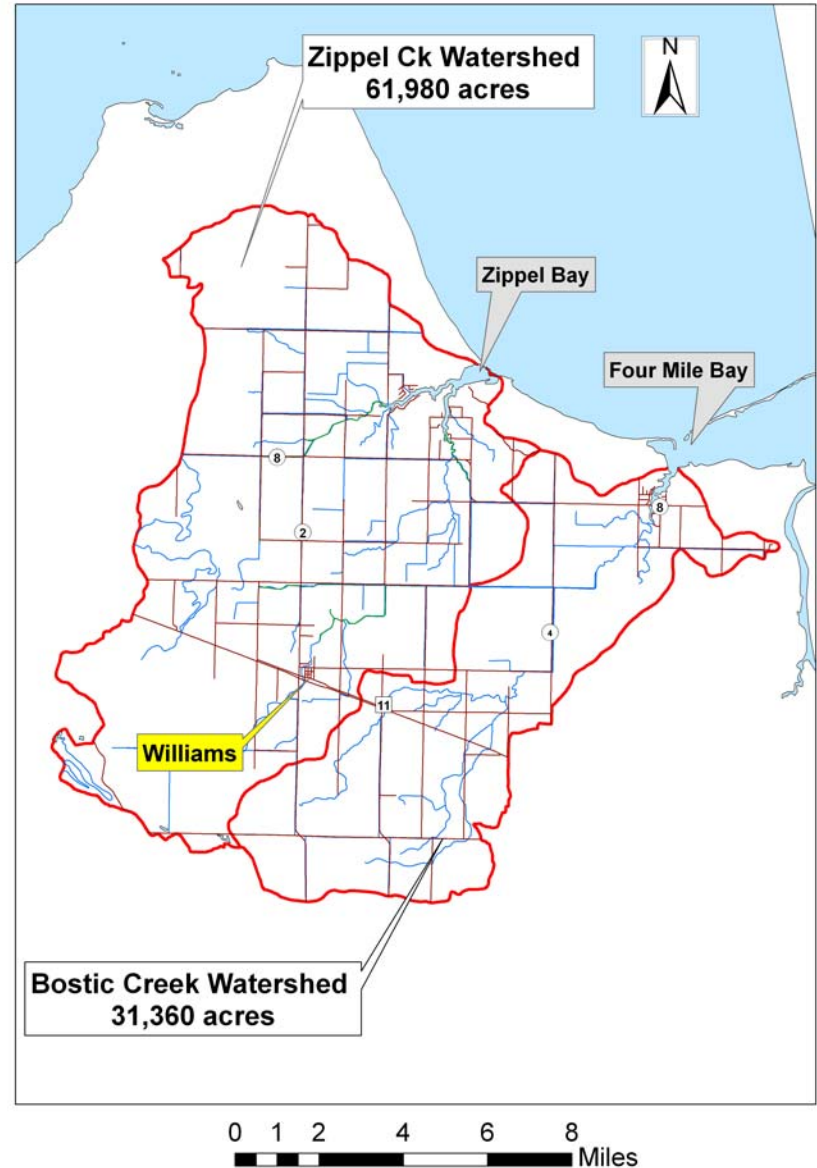 Zippel Ck Watershed
61,980 acres
N
Zippel Bay
Four Mile Bay
8
8
2
4
11
Williams
Bostic Creek Watershed
31,360 acres
0 1 2 4 6 8 Miles